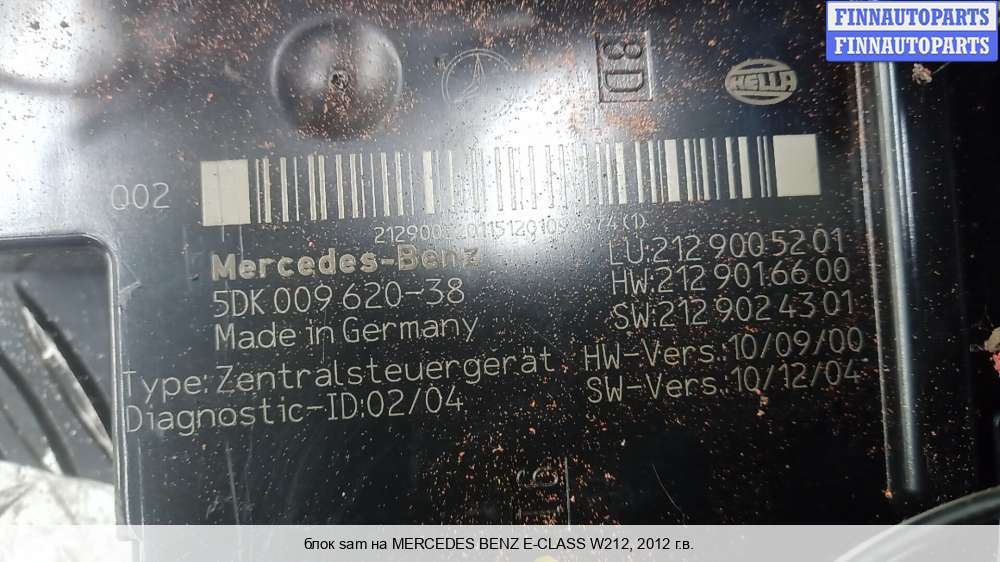 FINNAUTOPARTS
FINNAUTOPARTS
3D
HELLA
Q02
Mercedes-Benz
5DK 009 620-38
Made in Germany
Type: Zentralsteuergerät
Diagnostic-ID:02/04
LU:212 900 52 01
HW:212 901 66 00
SW:212 902 43 01
HW-Vers.:10/09/00
SW-Vers.:10/12/04
блок sam на MERCEDES BENZ E-CLASS W212, 2012 г.в.